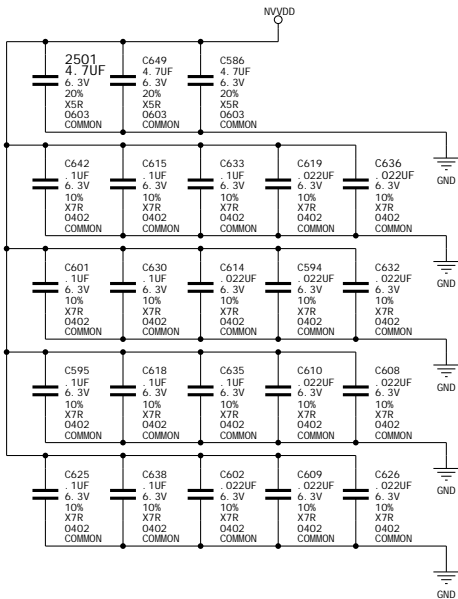 NVVDD
2501
4.7UF
6.3V
20%
X5R
0603
COMMON
C649
4.7UF
6.3V
20%
X5R
0603
COMMON
C586
4.7UF
6.3V
20%
X5R
0603
COMMON
GND
C642
.1UF
6.3V
10%
X7R
0402
COMMON
C615
.1UF
6.3V
10%
X7R
0402
COMMON
C633
.1UF
6.3V
10%
X7R
0402
COMMON
C619
.022UF
6.3V
10%
X7R
0402
COMMON
C636
.022UF
6.3V
10%
X7R
0402
COMMON
GND
C601
.1UF
6.3V
10%
X7R
0402
COMMON
C630
.1UF
6.3V
10%
X7R
0402
COMMON
C614
.022UF
6.3V
10%
X7R
0402
COMMON
C594
.022UF
6.3V
10%
X7R
0402
COMMON
C632
.022UF
6.3V
10%
X7R
0402
COMMON
GND
C595
.1UF
6.3V
10%
X7R
0402
COMMON
C618
.1UF
6.3V
10%
X7R
0402
COMMON
C635
.1UF
6.3V
10%
X7R
0402
COMMON
C610
.022UF
6.3V
10%
X7R
0402
COMMON
C608
.022UF
6.3V
10%
X7R
0402
COMMON
GND
C625
.1UF
6.3V
10%
X7R
0402
COMMON
C638
.1UF
6.3V
10%
X7R
0402
COMMON
C602
.022UF
6.3V
10%
X7R
0402
COMMON
C609
.022UF
6.3V
10%
X7R
0402
COMMON
C626
.022UF
6.3V
10%
X7R
0402
COMMON
GND